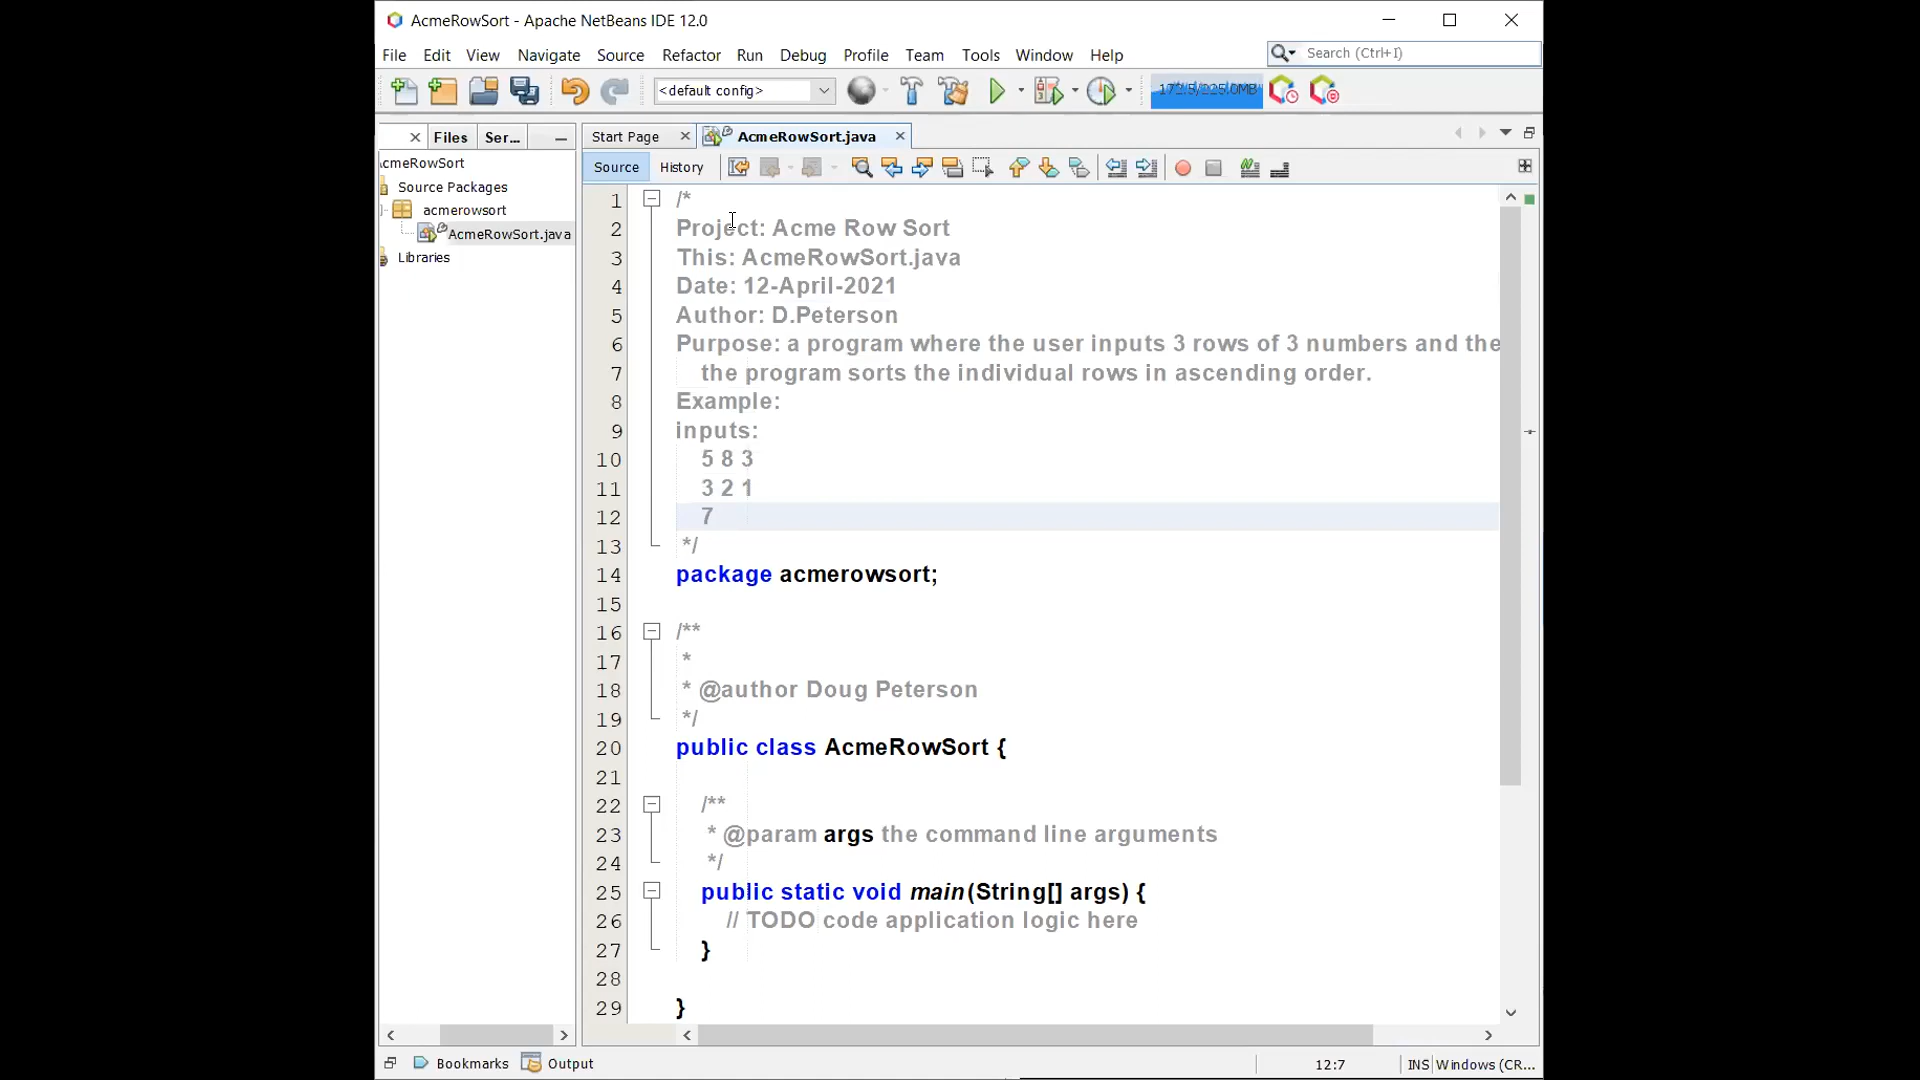 AcmeRowSort - Apache NetBeans IDE 12.0
File Edit View Navigate Source Refactor Run Debug Profile Team Tools Window Help
Search (Ctrl+I)
<default config>
Files Ser...
Start Page AcmeRowSort.java
cmeRowSort
Source Packages
acmerowsort
AcmeRowSort.java
Libraries
Source History
1 /*
2 Project: Acme Row Sort
3 This: AcmeRowSort.java
4 Date: 12-April-2021
5 Author: D.Peterson
6 Purpose: a program where the user inputs 3 rows of 3 numbers and the
7 the program sorts the individual rows in ascending order.
8 Example:
9 inputs:
10 5 8 3
11 3 2 1
12 7
13 */
14 package acmerowsort;
15
16 /**
17 *
18 * @author Doug Peterson
19 */
20 public class AcmeRowSort {
21
22 /**
23 * @param args the command line arguments
24 */
25 public static void main(String[] args) {
26 // TODO code application logic here
27 }
28
29 }
Bookmarks Output
12:7 INS Windows (CR...